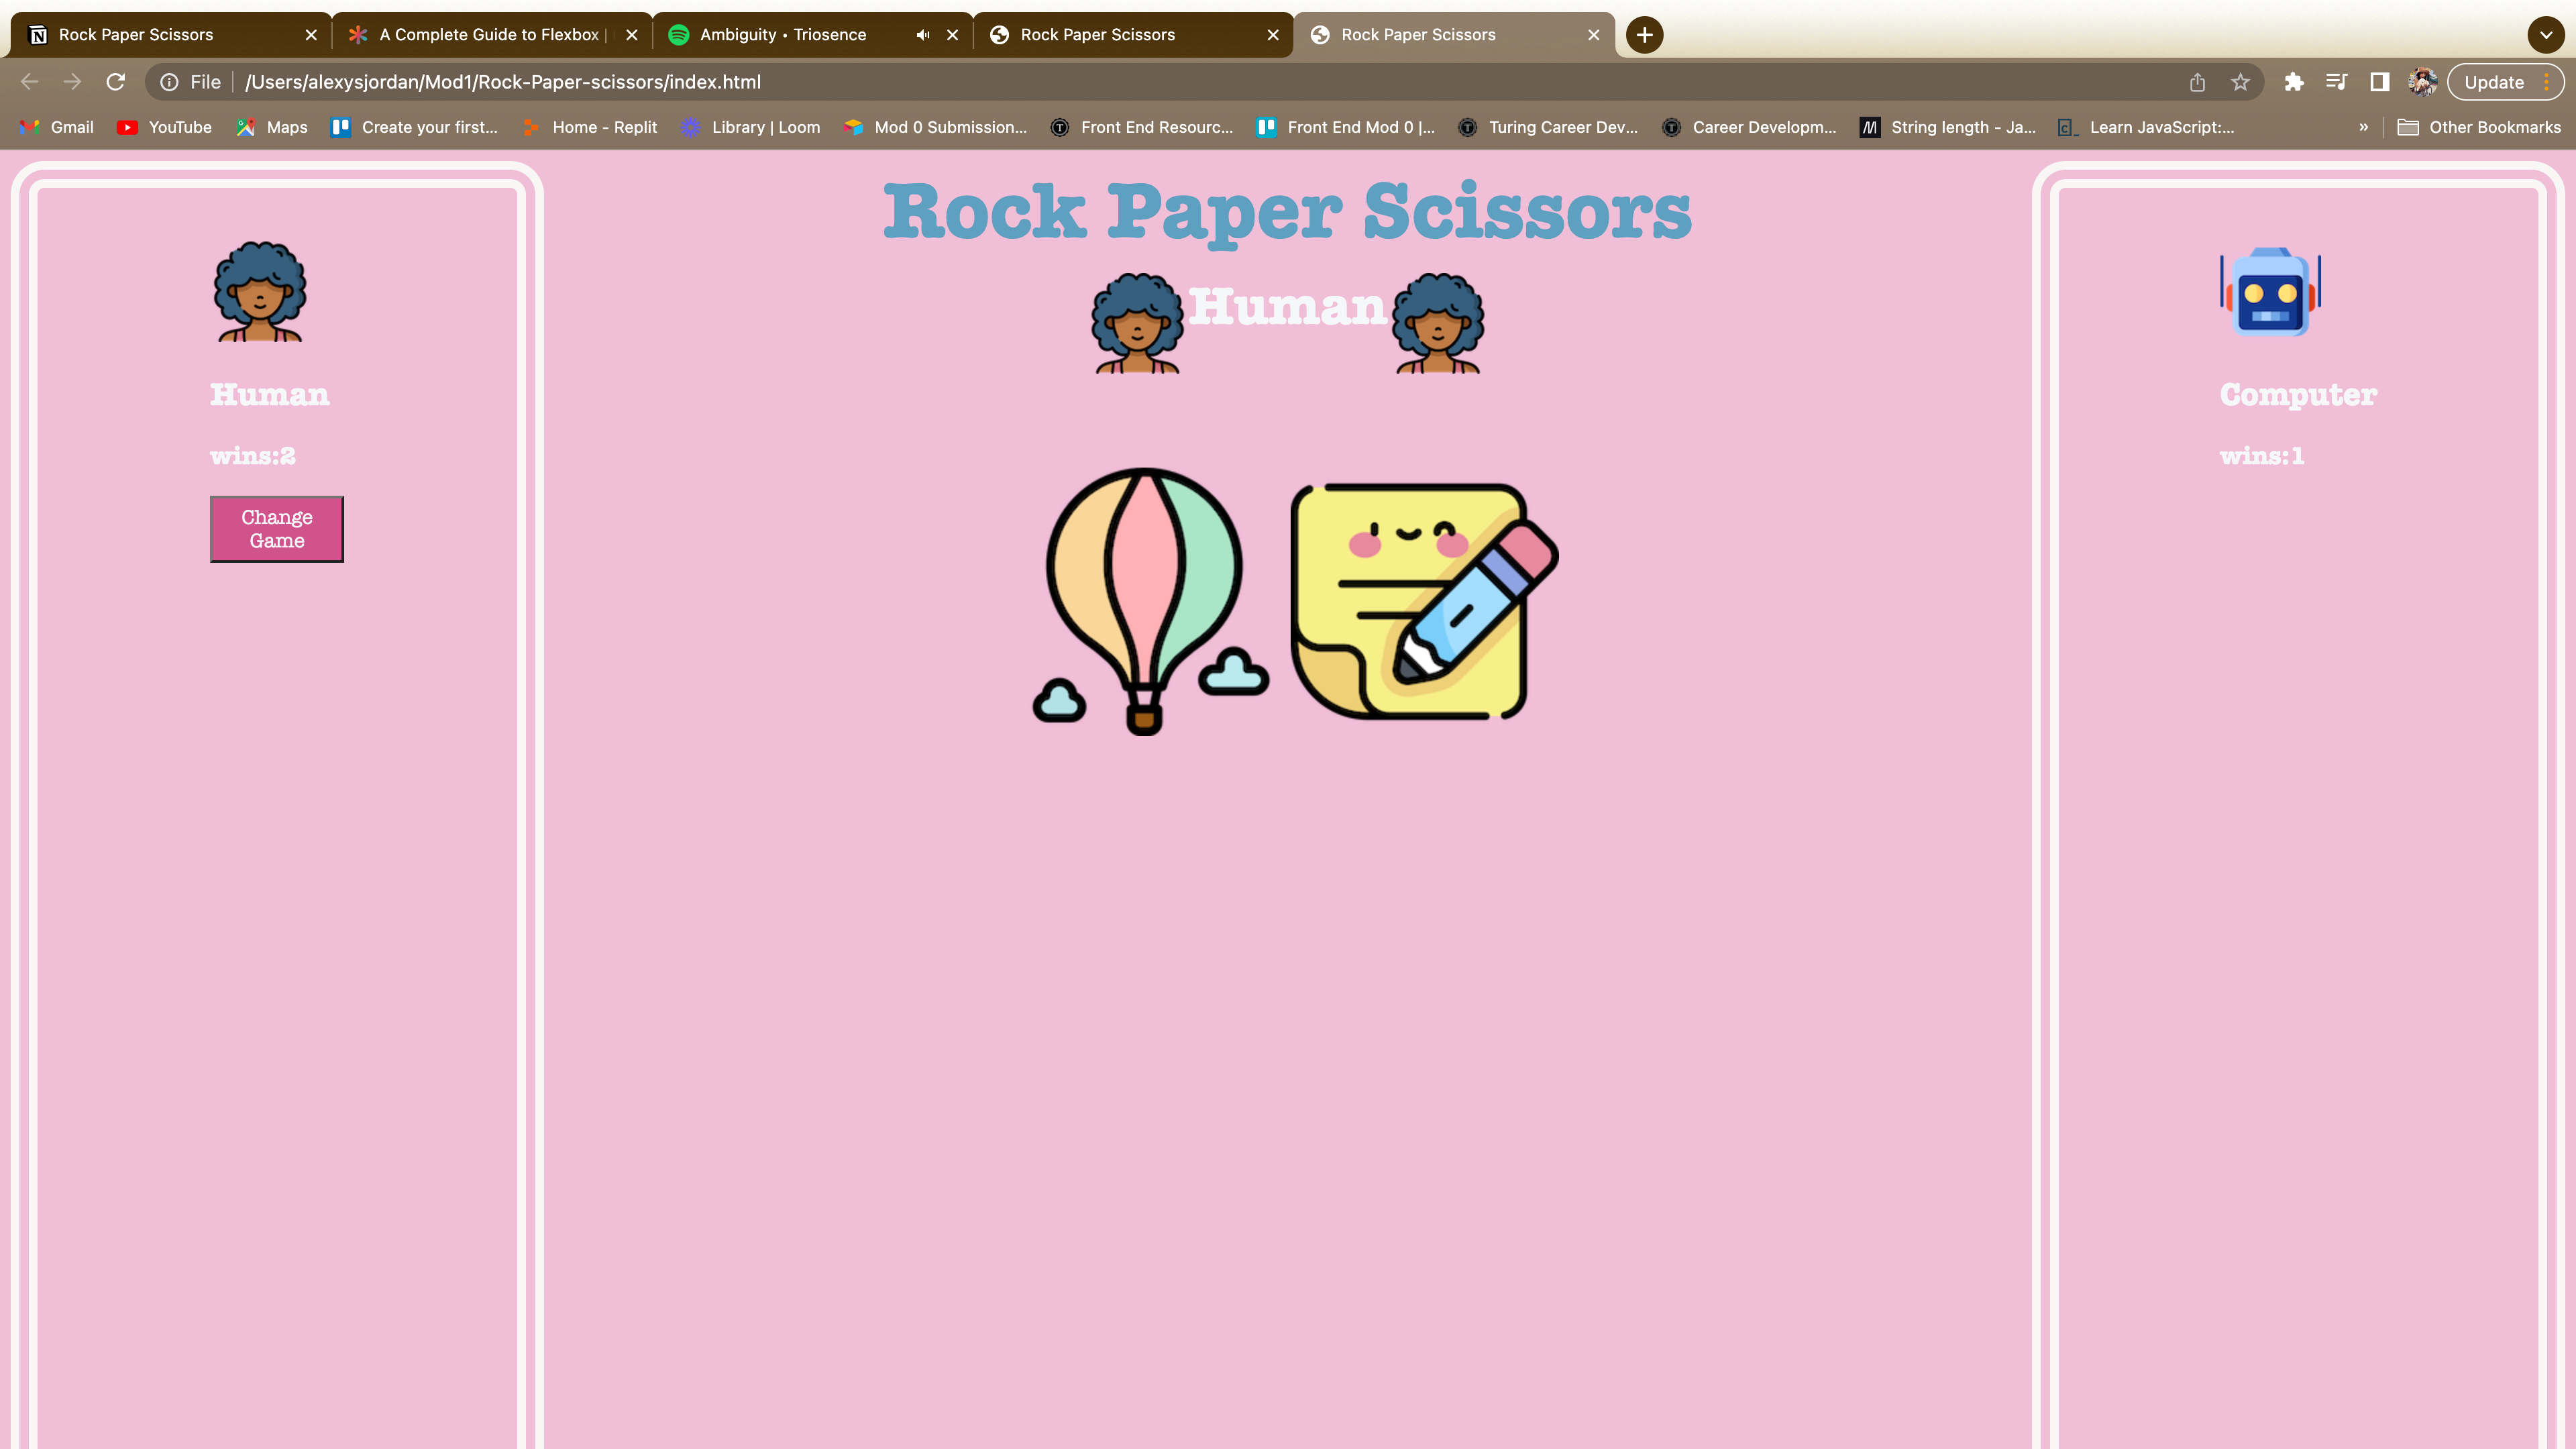 Rock Paper Scissors
A Complete Guide to Flexbox |
Ambiguity • Triosence
Rock Paper Scissors
Rock Paper Scissors
File
/Users/alexysjordan/Mod1/Rock-Paper-scissors/index.html
Update
Gmail
YouTube
Maps
Create your first...
Home - Replit
Library | Loom
Mod 0 Submission...
Front End Resourc...
Front End Mod 0 |...
Turing Career Dev...
Career Developm...
String length - Ja...
Learn JavaScript:...
»
Other Bookmarks
Rock Paper Scissors
Human
Human
wins:2
Change
Game
Computer
wins:1